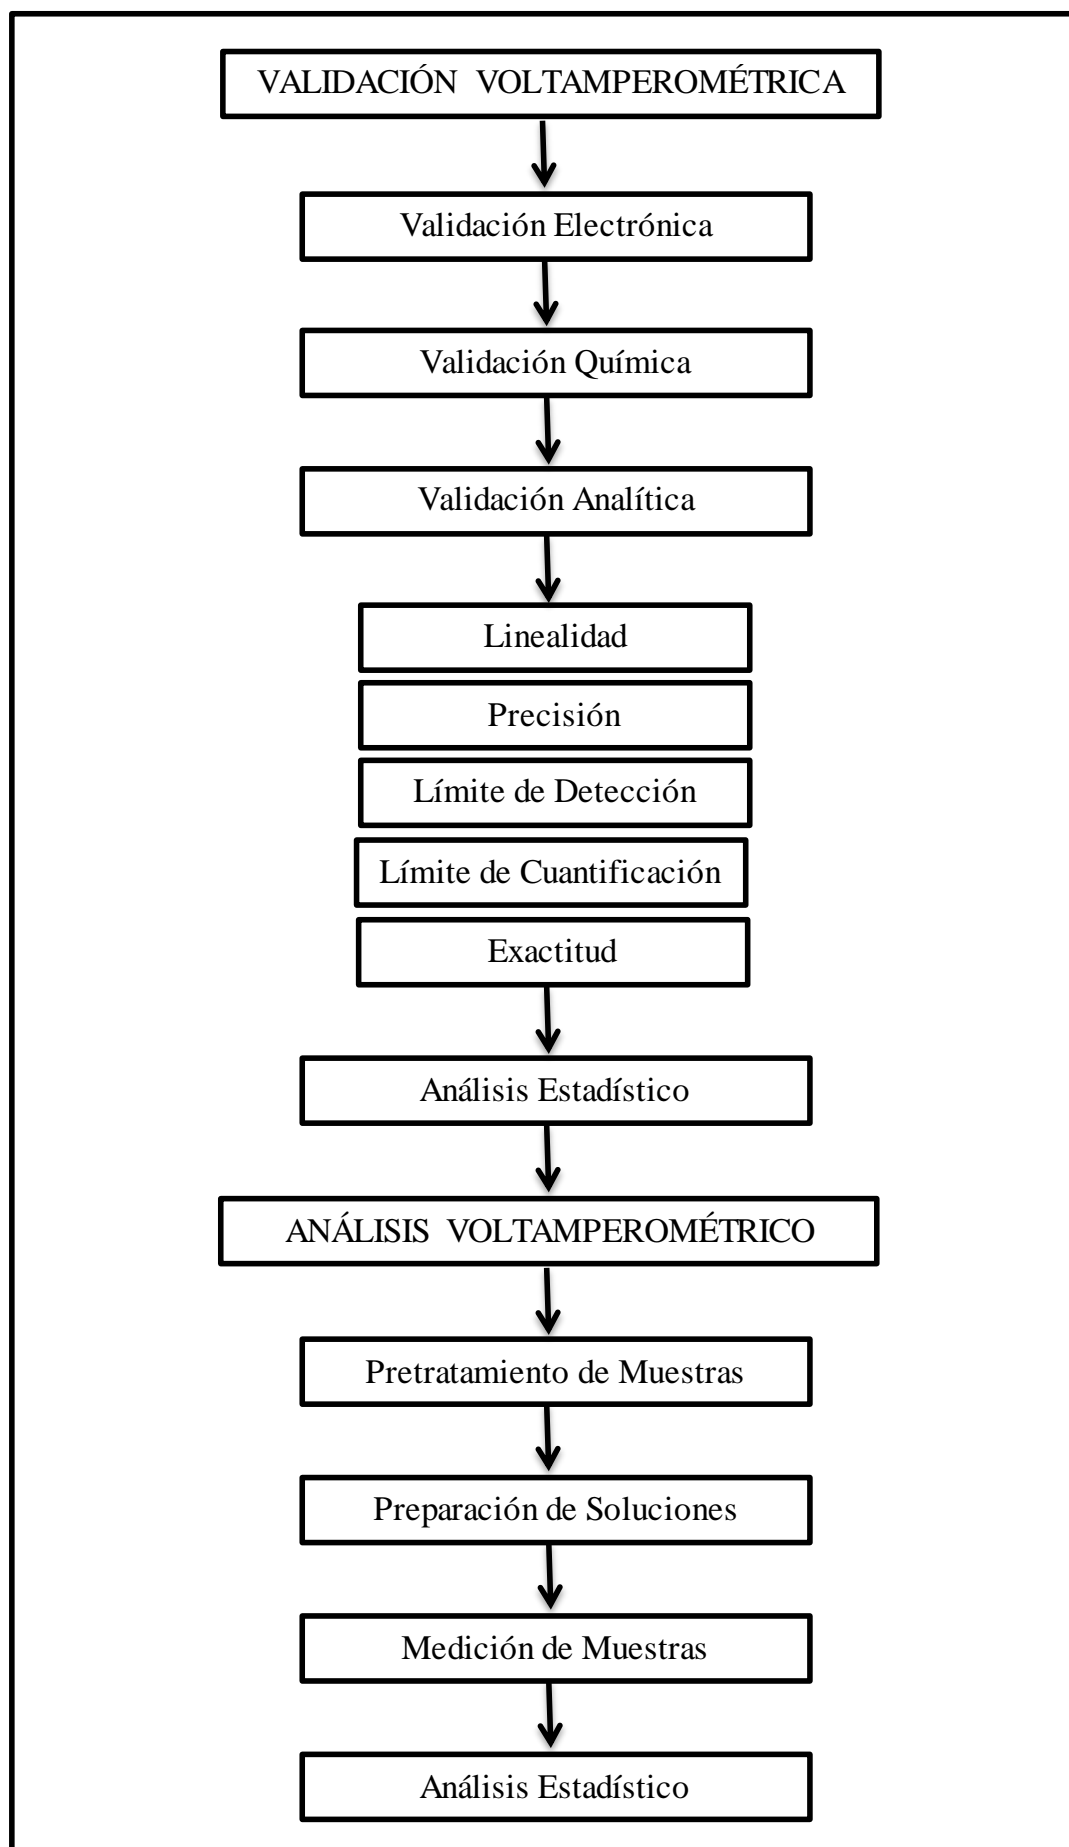 VALIDACIÓN VOLTAMPEROMÉTRICA
Validación Electrónica
Validación Química
Validación Analítica
Linealidad
Precisión
Límite de Detección
Límite de Cuantificación
Exactitud
Análisis Estadístico
ANÁLISIS VOLTAMPEROMÉTRICO
Pretratamiento de Muestras
Preparación de Soluciones
Medición de Muestras
Análisis Estadístico